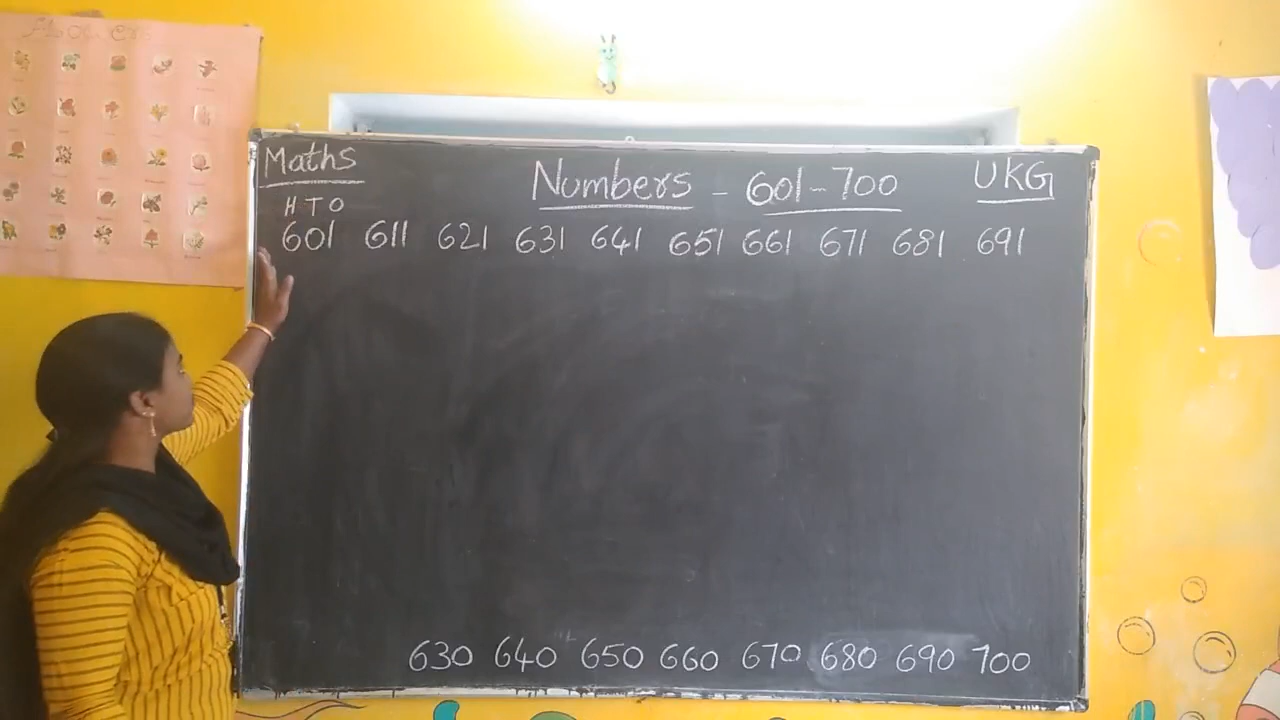 Flowers
Maths
Numbers - 601-700
UKG
H T O
601 611 621 631 641 651 661 671 681 691
630 640 650 660 670 680 690 700